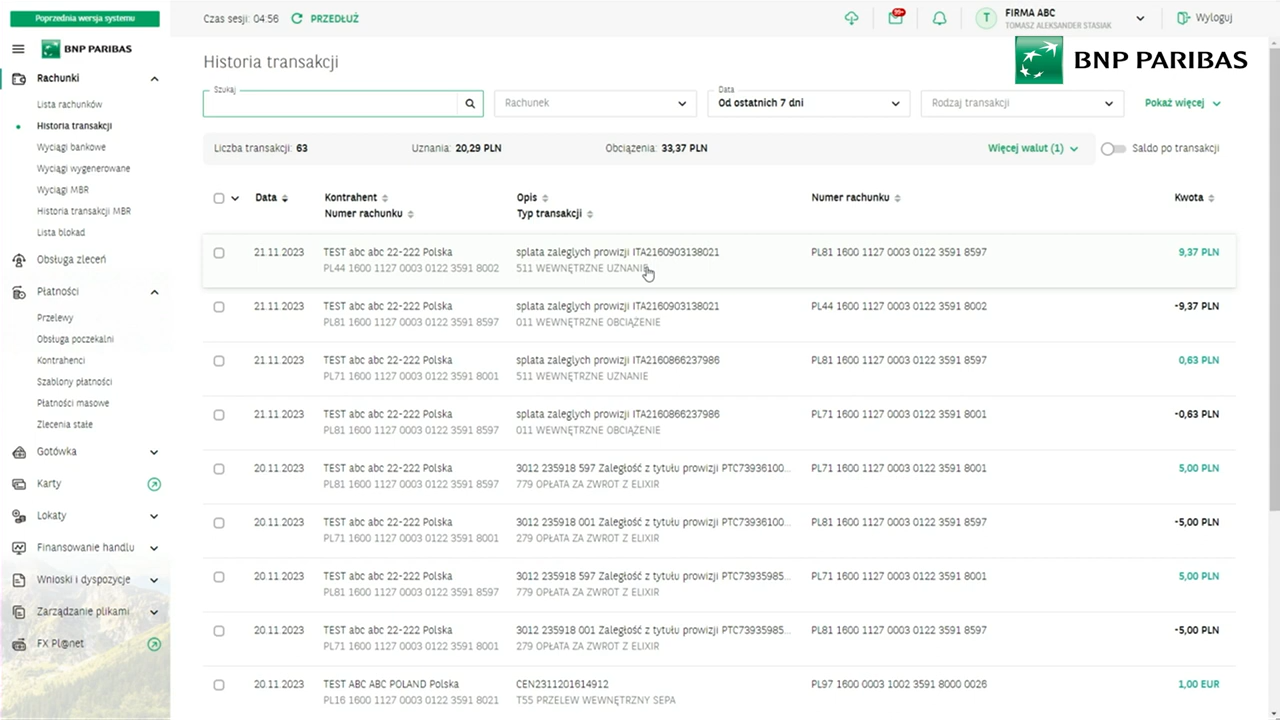 Poprzednia wersja systemu
Czas sesji: 04:56 PRZEDŁUŻ
99+
T FIRMA ABC
TOMASZ ALEKSANDER STASIAK
Wyloguj
BNP PARIBAS
BNP PARIBAS
Rachunki
Lista rachunków
Historia transakcji
Wyciągi bankowe
Wyciągi wygenerowane
Wyciągi MBR
Historia transakcji MBR
Lista blokad
Obsługa zleceń
Płatności
Przelewy
Obsługa poczekalni
Kontrahenci
Szablony płatności
Płatności masowe
Zlecenia stałe
Gotówka
Karty
Lokaty
Finansowanie handlu
Wnioski i dyspozycje
Zarządzanie plikami
FX Pl@net
Historia transakcji
Szukaj
Rachunek
Data
Od ostatnich 7 dni
Rodzaj transakcji
Pokaż więcej
Liczba transakcji: 63 Uznania: 20,29 PLN Obciążenia: 33,37 PLN Więcej walut (1) Saldo po transakcji
Data Kontrahent Opis Numer rachunku Kwota
Numer rachunku Typ transakcji
21.11.2023 TEST abc abc 22-222 Polska splata zaleglych prowizji ITA2160903138021 PL81 1600 1127 0003 0122 3591 8597 9,37 PLN
PL44 1600 1127 0003 0122 3591 8002 511 WEWNĘTRZNE UZNANIE
21.11.2023 TEST abc abc 22-222 Polska splata zaleglych prowizji ITA2160903138021 PL44 1600 1127 0003 0122 3591 8002 -9,37 PLN
PL81 1600 1127 0003 0122 3591 8597 011 WEWNĘTRZNE OBCIĄŻENIE
21.11.2023 TEST abc abc 22-222 Polska splata zaleglych prowizji ITA2160866237986 PL81 1600 1127 0003 0122 3591 8597 0,63 PLN
PL71 1600 1127 0003 0122 3591 8001 511 WEWNĘTRZNE UZNANIE
21.11.2023 TEST abc abc 22-222 Polska splata zaleglych prowizji ITA2160866237986 PL71 1600 1127 0003 0122 3591 8001 -0,63 PLN
PL81 1600 1127 0003 0122 3591 8597 011 WEWNĘTRZNE OBCIĄŻENIE
20.11.2023 TEST abc abc 22-222 Polska 3012 235918 597 Zaległość z tytułu prowizji PTC73936100... PL71 1600 1127 0003 0122 3591 8001 5,00 PLN
PL81 1600 1127 0003 0122 3591 8597 779 OPŁATA ZA ZWROT Z ELIXIR
20.11.2023 TEST abc abc 22-222 Polska 3012 235918 001 Zaległość z tytułu prowizji PTC73936100... PL81 1600 1127 0003 0122 3591 8597 -5,00 PLN
PL71 1600 1127 0003 0122 3591 8001 279 OPŁATA ZA ZWROT Z ELIXIR
20.11.2023 TEST abc abc 22-222 Polska 3012 235918 597 Zaległość z tytułu prowizji PTC73935985... PL71 1600 1127 0003 0122 3591 8001 5,00 PLN
PL81 1600 1127 0003 0122 3591 8597 779 OPŁATA ZA ZWROT Z ELIXIR
20.11.2023 TEST abc abc 22-222 Polska 3012 235918 001 Zaległość z tytułu prowizji PTC73935985... PL81 1600 1127 0003 0122 3591 8597 -5,00 PLN
PL71 1600 1127 0003 0122 3591 8001 279 OPŁATA ZA ZWROT Z ELIXIR
20.11.2023 TEST ABC ABC POLAND Polska CEN2311201614912 PL97 1600 0003 1002 3591 8000 0026 1,00 EUR
PL16 1600 1127 0003 0122 3591 8021 T55 PRZELEW WEWNĘTRZNY SEPA